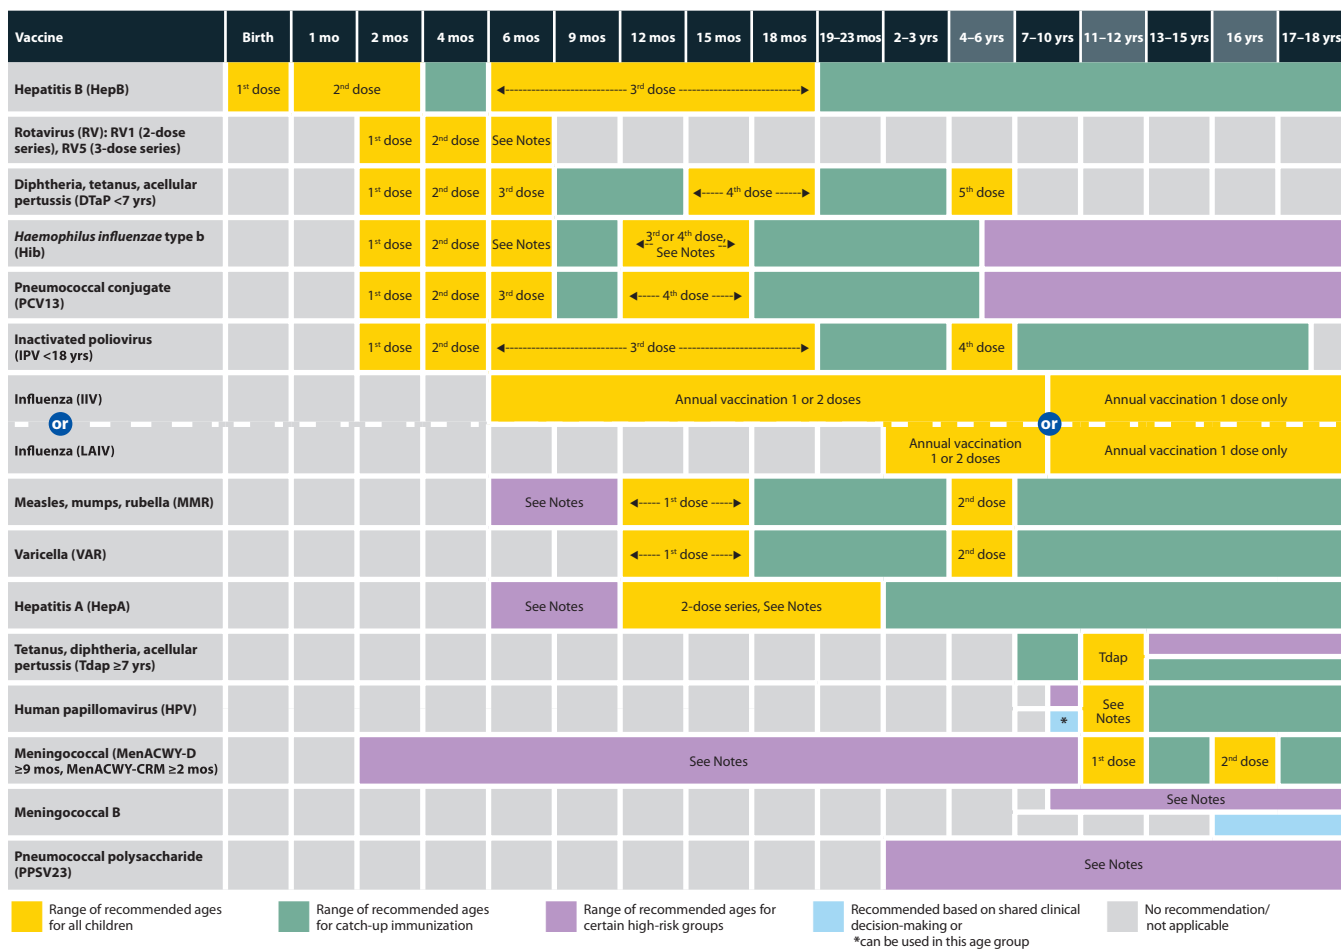 Vaccine Birth 1 mo 2 mos 4 mos 6 mos 9 mos 12 mos 15 mos 18 mos 19–23 mos 2–3 yrs 4–6 yrs 7–10 yrs 11–12 yrs 13–15 yrs 16 yrs 17–18 yrs
Hepatitis B (HepB) 1st dose 2nd dose 3rd dose
Rotavirus (RV): RV1 (2-dose
series), RV5 (3-dose series)
1st dose 2nd dose See Notes
Diphtheria, tetanus, acellular
pertussis (DTaP <7 yrs)
1st dose 2nd dose 3rd dose 4th dose 5th dose
Haemophilus influenzae type b
(Hib)
1st dose 2nd dose See Notes
3rd or 4th dose,
See Notes
Pneumococcal conjugate
(PCV13)
1st dose 2nd dose 3rd dose 4th dose
Inactivated poliovirus
(IPV <18 yrs)
1st dose 2nd dose 3rd dose 4th dose
Influenza (IIV) Annual vaccination 1 or 2 doses Annual vaccination 1 dose only
or or
Influenza (LAIV)
Annual vaccination
1 or 2 doses
Annual vaccination 1 dose only
Measles, mumps, rubella (MMR) See Notes 1st dose 2nd dose
Varicella (VAR) 1st dose 2nd dose
Hepatitis A (HepA) See Notes 2-dose series, See Notes
Tetanus, diphtheria, acellular
pertussis (Tdap ≥7 yrs)
Tdap
Human papillomavirus (HPV)
*
See
Notes
Meningococcal (MenACWY-D
≥9 mos, MenACWY-CRM ≥2 mos)
See Notes 1st dose 2nd dose
Meningococcal B See Notes
Pneumococcal polysaccharide
(PPSV23)
See Notes
Range of recommended ages
for all children
Range of recommended ages
for catch-up immunization
Range of recommended ages for
certain high-risk groups
Recommended based on shared clinical
decision-making or
*can be used in this age group
No recommendation/
not applicable